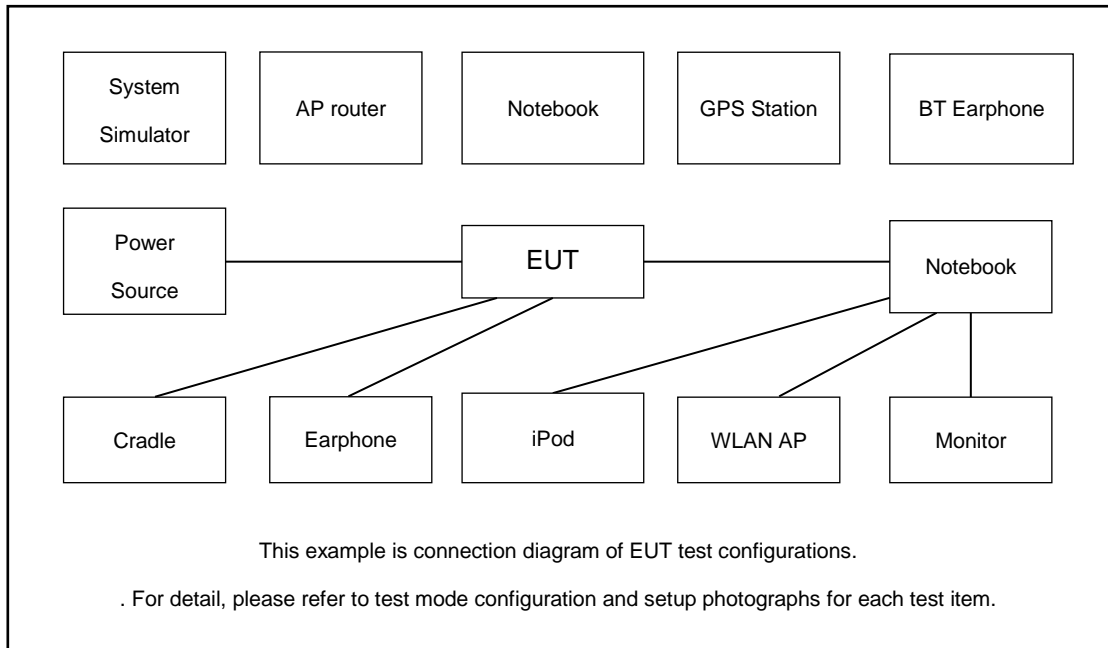 System
Simulator
AP router
Notebook
GPS Station
BT Earphone
Power
Source
EUT
Notebook
Cradle
Earphone
iPod
WLAN AP
Monitor
This example is connection diagram of EUT test configurations.
. For detail, please refer to test mode configuration and setup photographs for each test item.